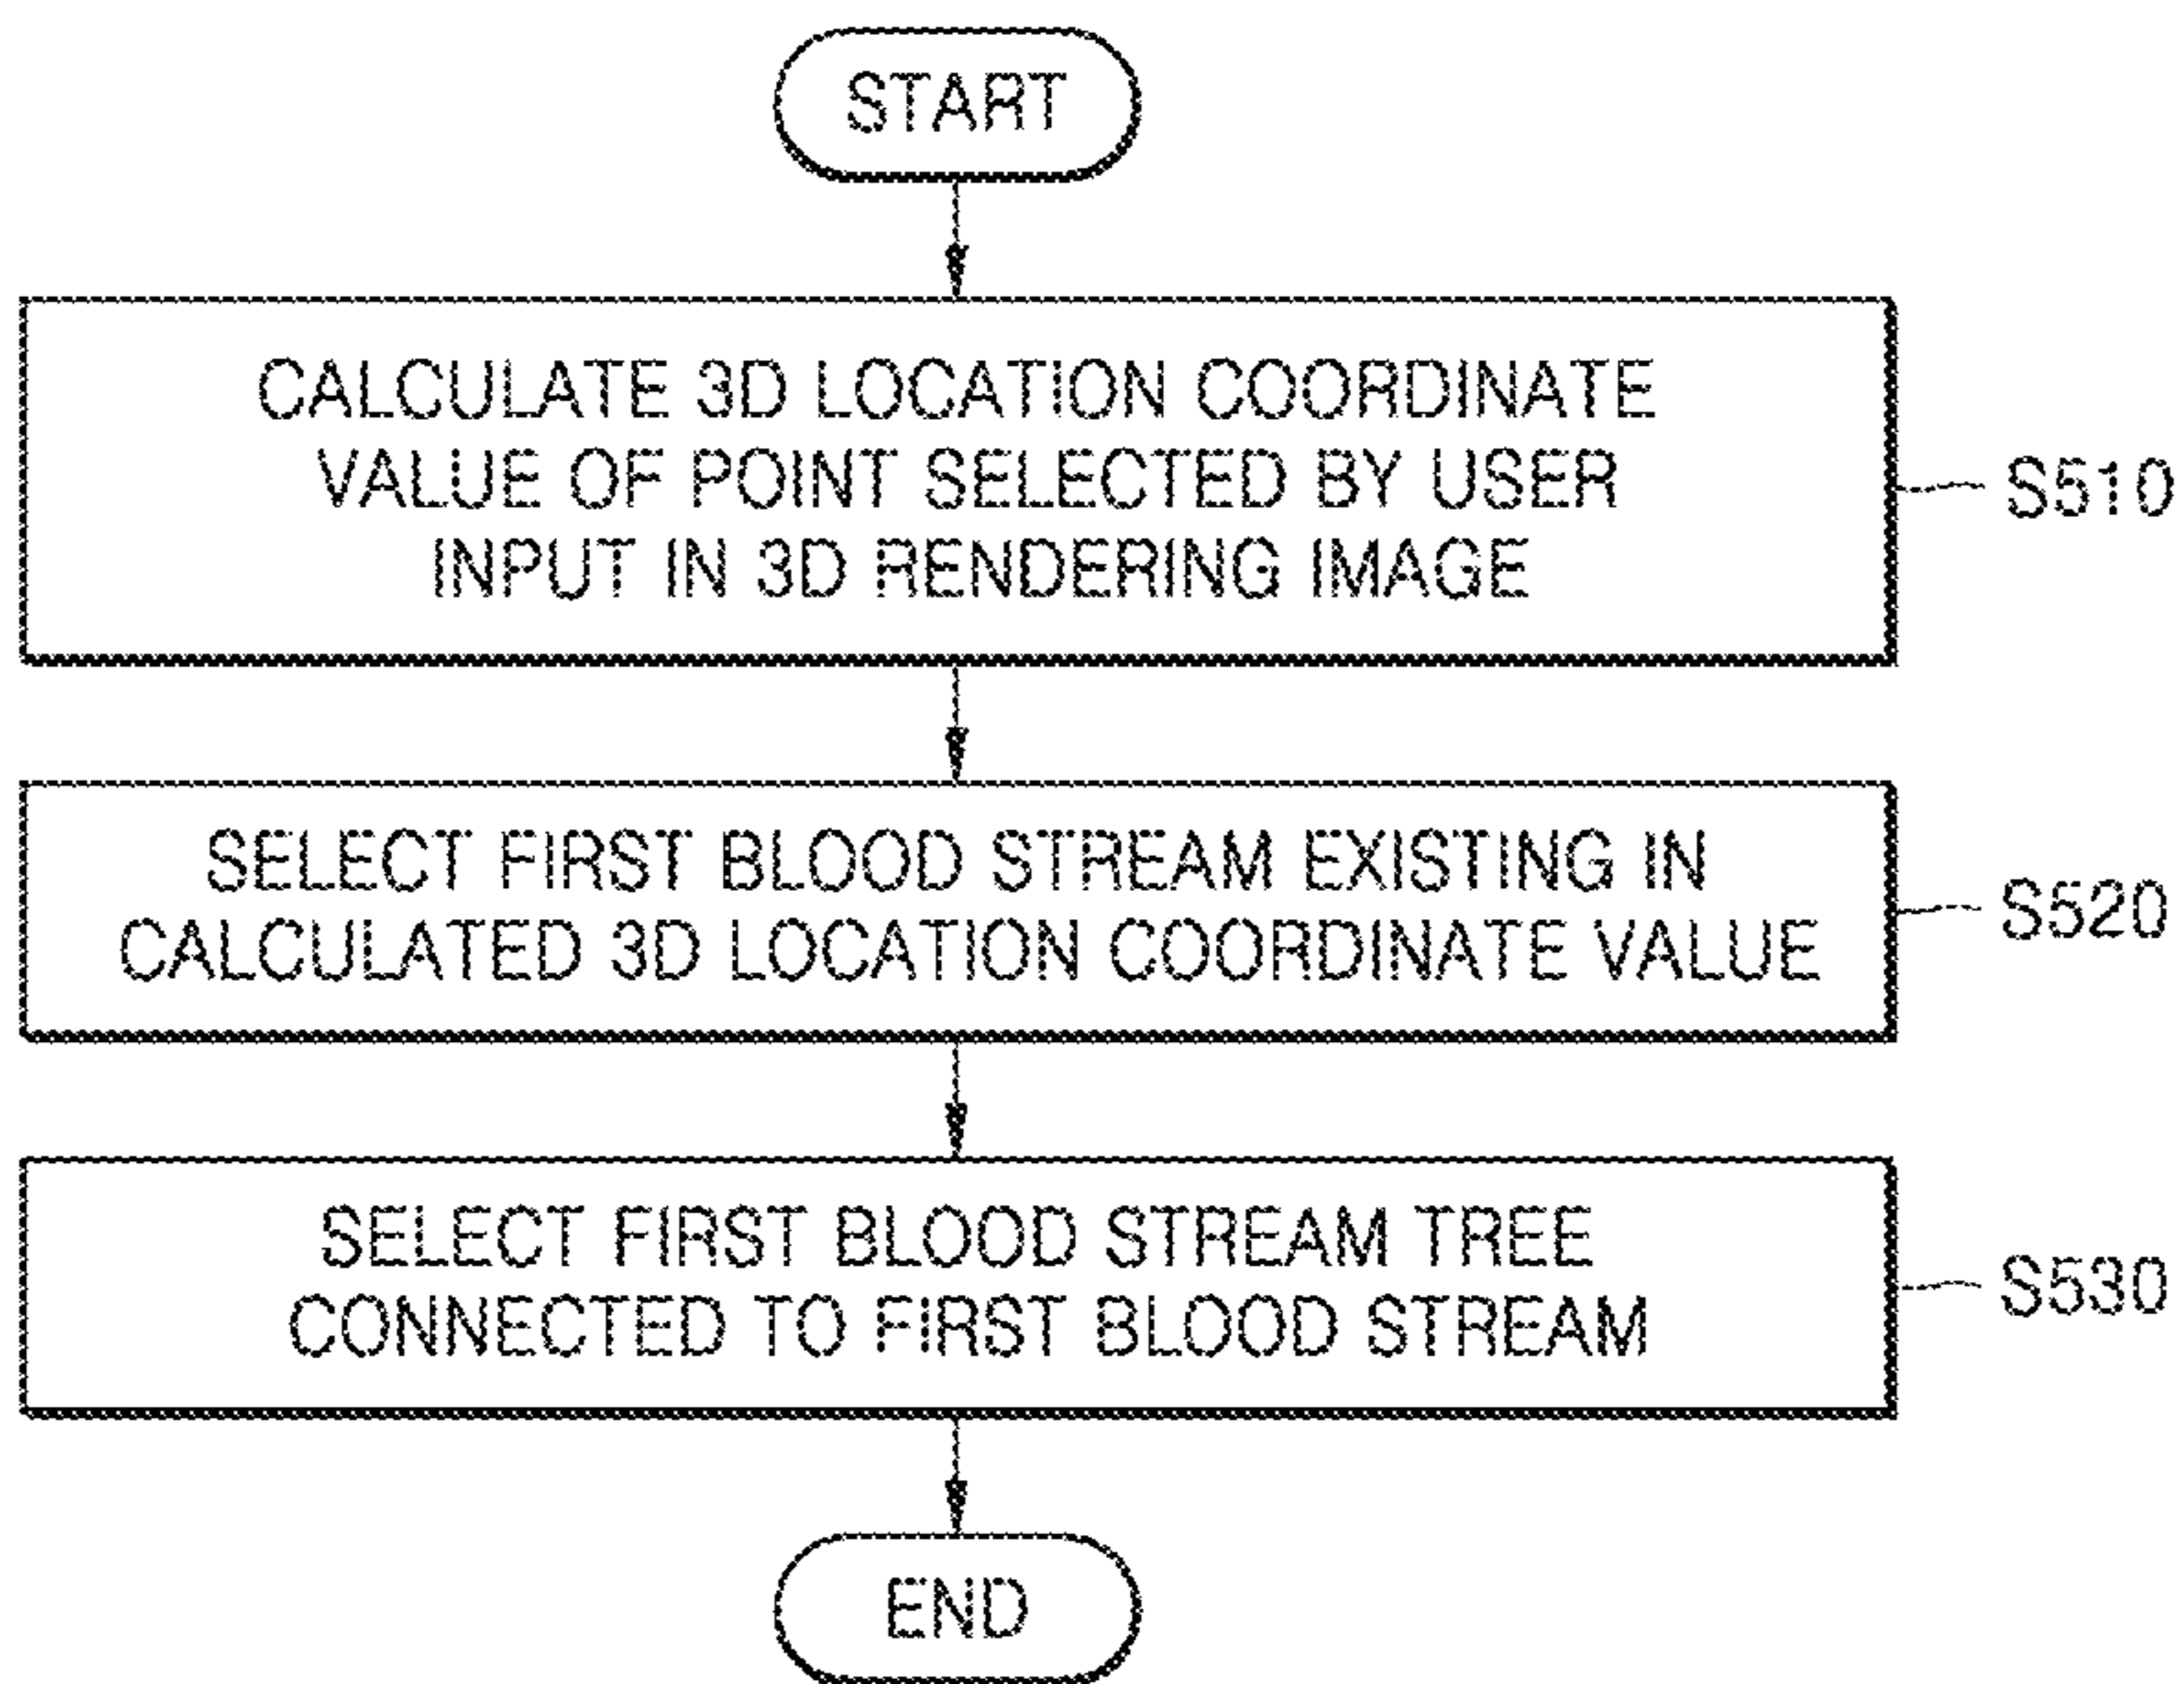 START
CALCULATE 3D LOCATION COORDINATE
VALUE OF POINT SELECTED BY USER
INPUT IN 3D RENDERING IMAGE
S510
SELECT FIRST BLOOD STREAM EXISTING IN
CALCULATED 3D LOCATION COORDINATE VALUE
S520
SELECT FIRST BLOOD STREAM TREE
CONNECTED TO FIRST BLOOD STREAM
S530
END